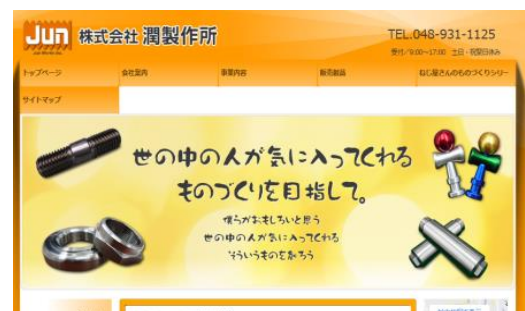 Jun 株式会社 潤製作所
TEL.048-931-1125
受付/9:00~17:00 土日・祝祭日休み
トップページ 会社案内 事業内容 販売製品 ねじ屋さんのものづくりシリー
サイトマップ
世の中の人が気に入ってくれる
ものづくりを目指して。
僕らがおもしろいと思う
世の中の人が気に入ってくれる
そういうものを創ろう